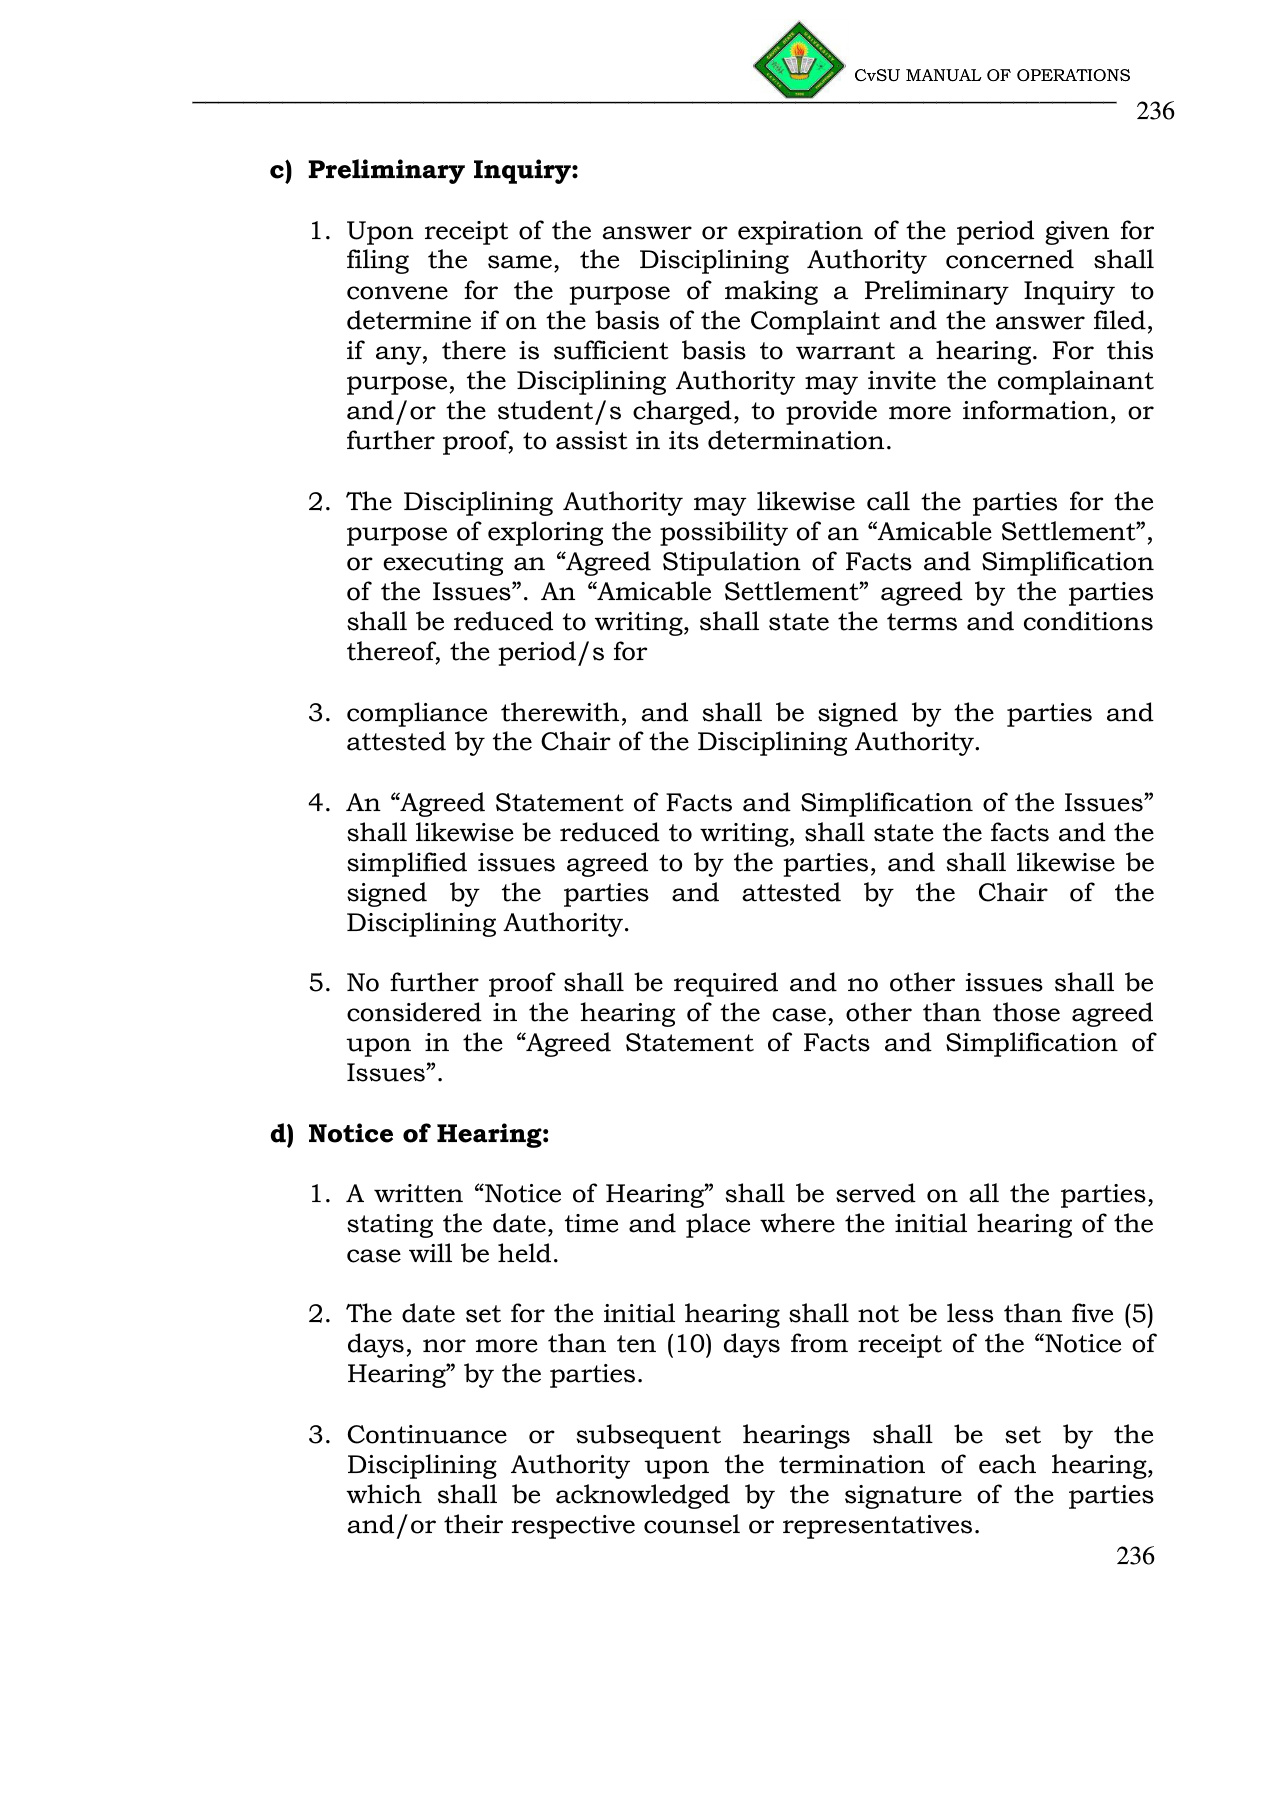 CvSU MANUAL OF OPERATIONS
236
c) Preliminary Inquiry:
1. Upon receipt of the answer or expiration of the period given for
filing the same, the Disciplining Authority concerned shall
convene for the purpose of making a Preliminary Inquiry to
determine if on the basis of the Complaint and the answer filed,
if any, there is sufficient basis to warrant a hearing. For this
purpose, the Disciplining Authority may invite the complainant
and/or the student/s charged, to provide more information, or
further proof, to assist in its determination.
2. The Disciplining Authority may likewise call the parties for the
purpose of exploring the possibility of an “Amicable Settlement”,
or executing an “Agreed Stipulation of Facts and Simplification
of the Issues”. An “Amicable Settlement” agreed by the parties
shall be reduced to writing, shall state the terms and conditions
thereof, the period/s for
3. compliance therewith, and shall be signed by the parties and
attested by the Chair of the Disciplining Authority.
4. An “Agreed Statement of Facts and Simplification of the Issues”
shall likewise be reduced to writing, shall state the facts and the
simplified issues agreed to by the parties, and shall likewise be
signed by the parties and attested by the Chair of the
Disciplining Authority.
5. No further proof shall be required and no other issues shall be
considered in the hearing of the case, other than those agreed
upon in the “Agreed Statement of Facts and Simplification of
Issues”.
d) Notice of Hearing:
1. A written “Notice of Hearing” shall be served on all the parties,
stating the date, time and place where the initial hearing of the
case will be held.
2. The date set for the initial hearing shall not be less than five (5)
days, nor more than ten (10) days from receipt of the “Notice of
Hearing” by the parties.
3. Continuance or subsequent hearings shall be set by the
Disciplining Authority upon the termination of each hearing,
which shall be acknowledged by the signature of the parties
and/or their respective counsel or representatives.
236